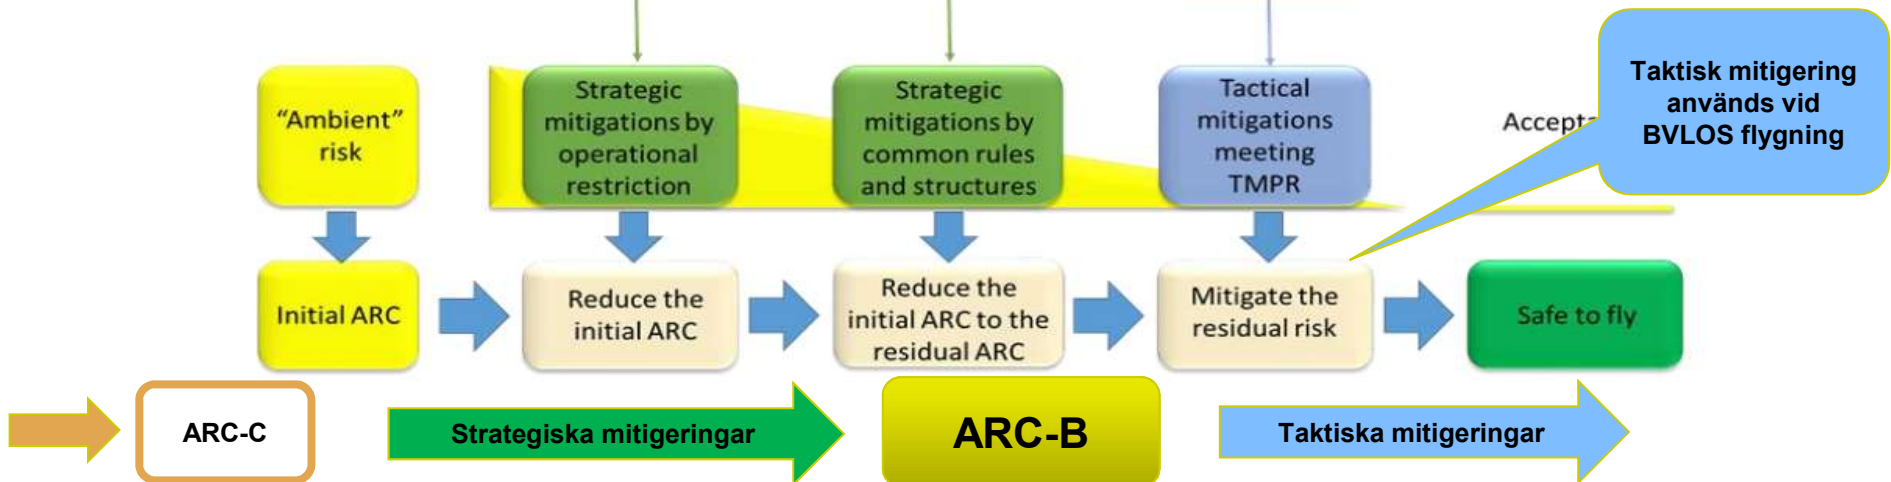 "Ambient"
risk
Strategic
mitigations by
operational
restriction
Strategic
mitigations by
common rules
and structures
Tactical
mitigations
meeting
TMPR
Taktisk mitigering
används vid
BVLOS flygning
Initial ARC
Reduce the
initial ARC
Reduce the
initial ARC to the
residual ARC
Mitigate the
residual risk
Safe to fly
ARC-C
Strategiska mitigeringar
ARC-B
Taktiska mitigeringar